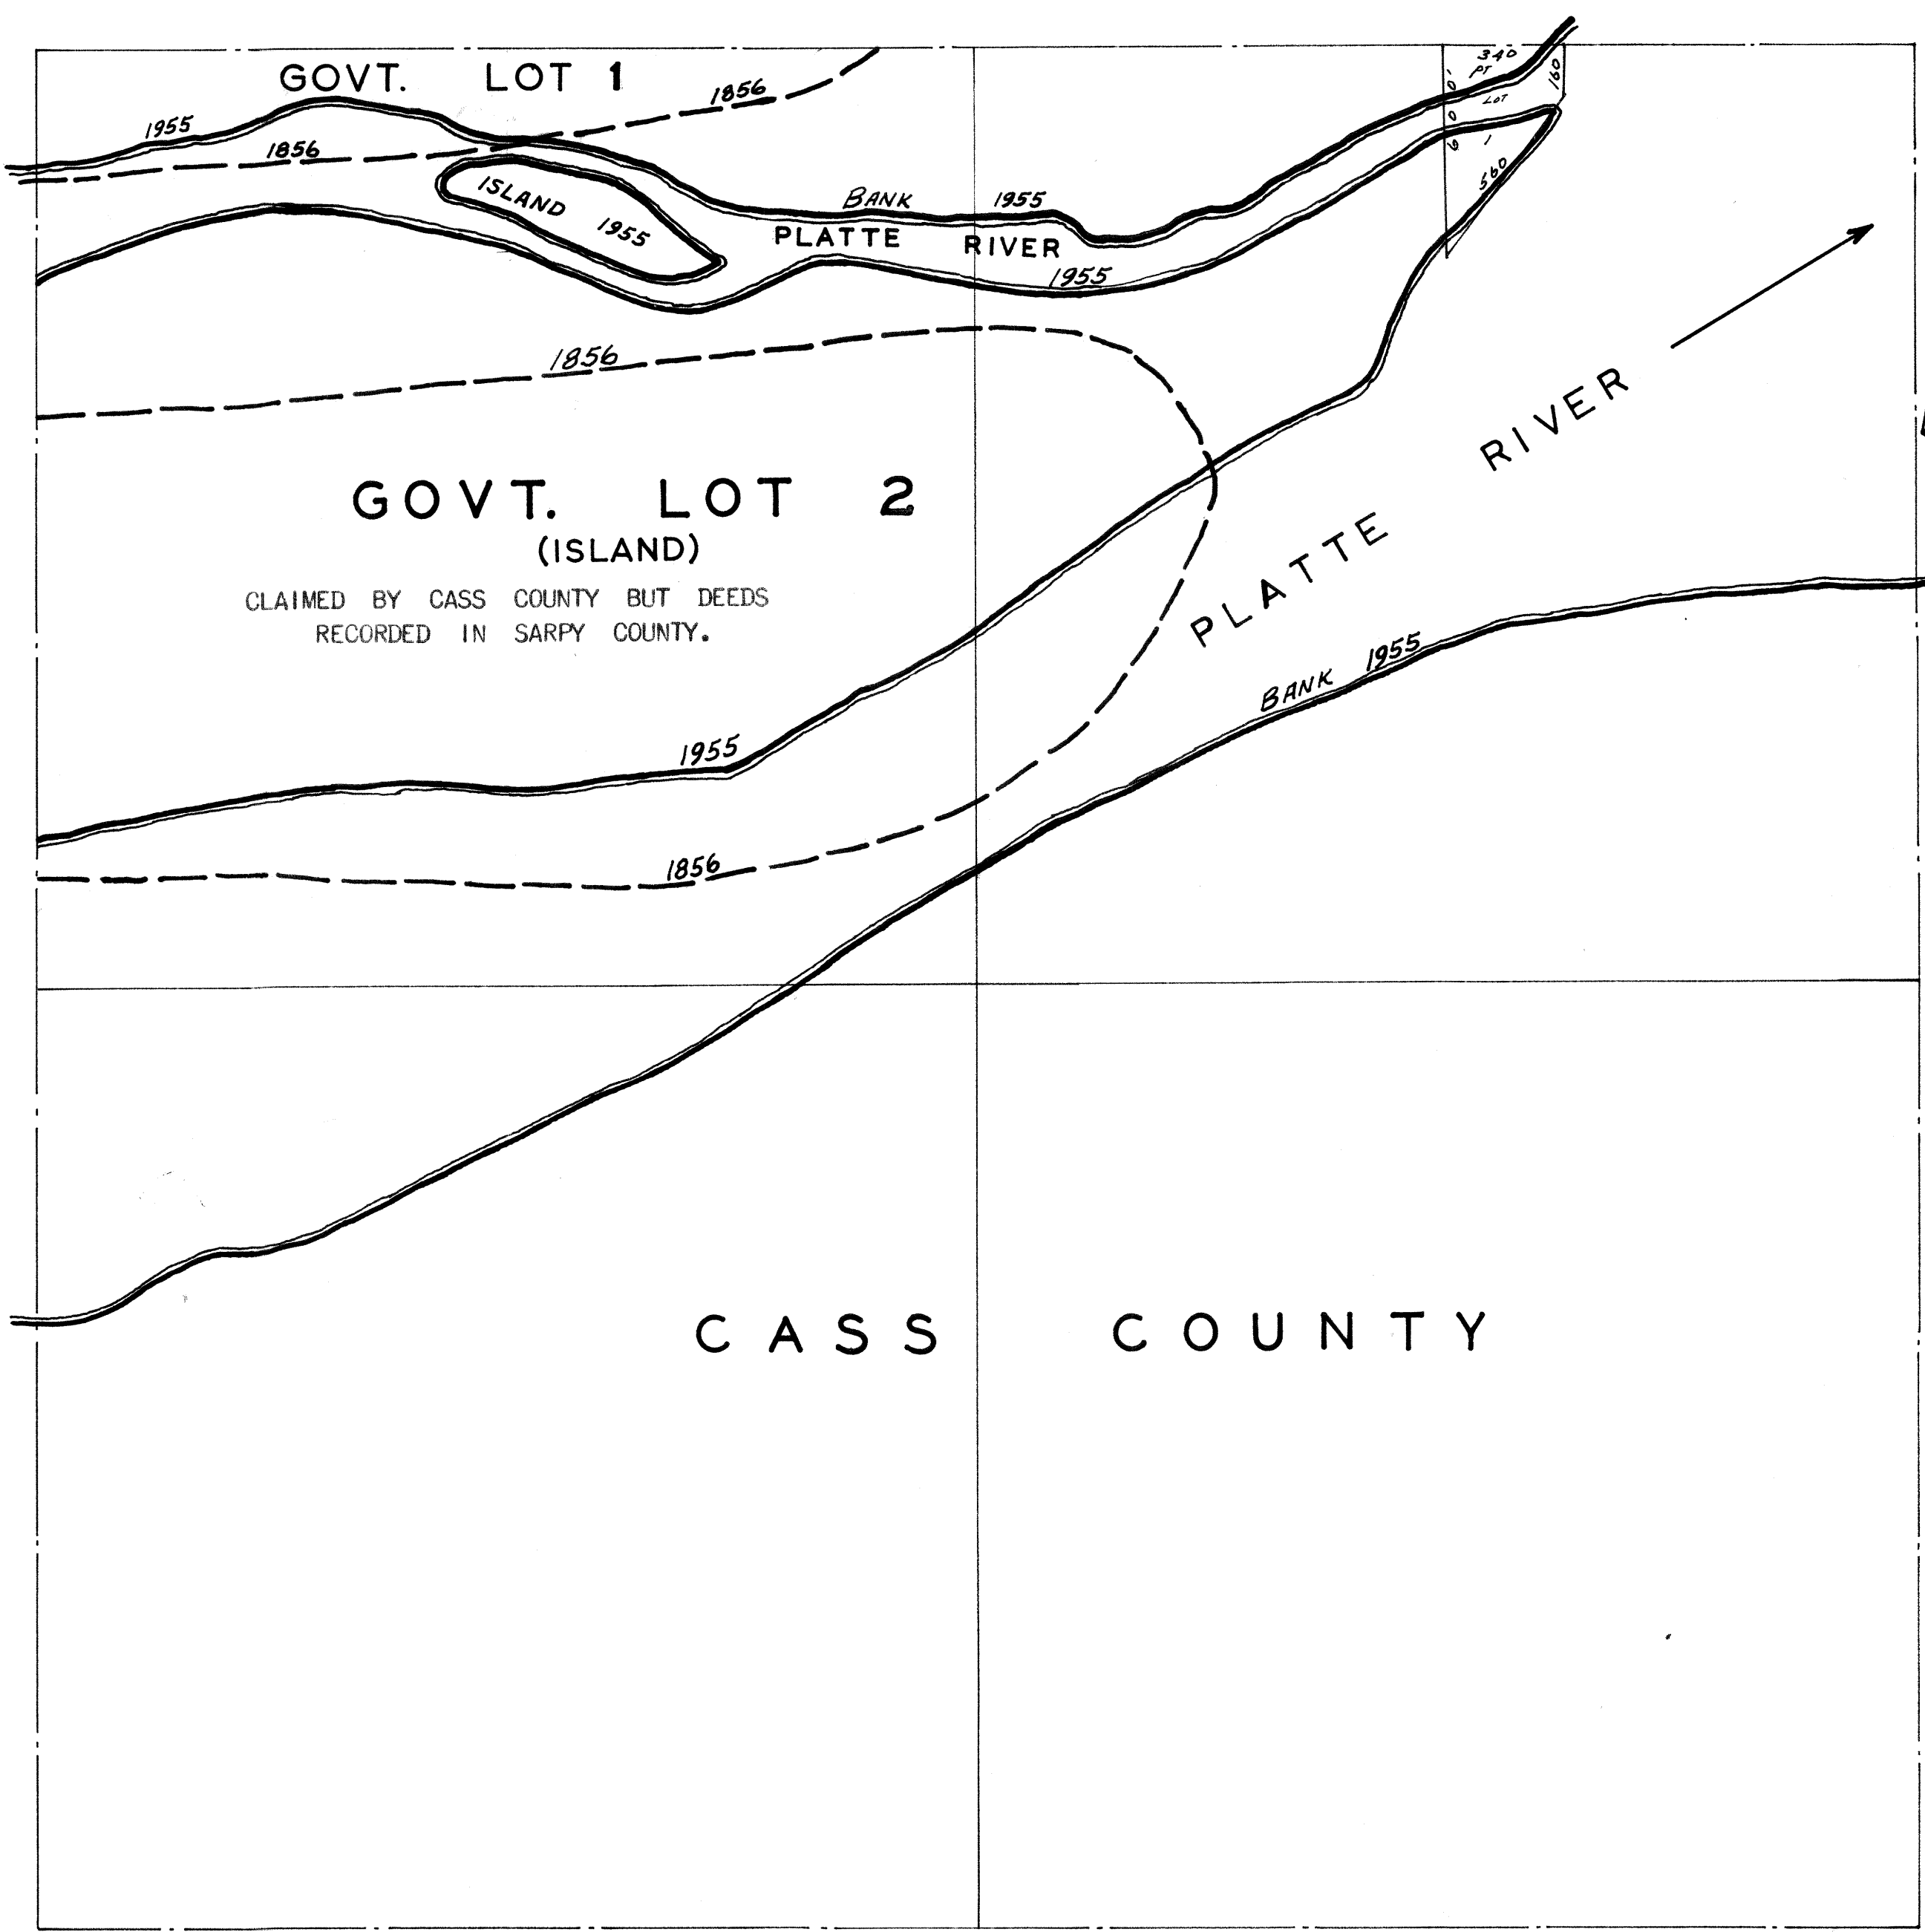 GOVT. LOT 1
340
PT
160
LOT
1
600'
560
1856
1955
1856
ISLAND 1955
BANK 1955
PLATTE RIVER
1955
1856
GOVT. LOT 2
(ISLAND)
CLAIMED BY CASS COUNTY BUT DEEDS
RECORDED IN SARPY COUNTY.
PLATTE RIVER
BANK 1955
1955
1856
CASS COUNTY